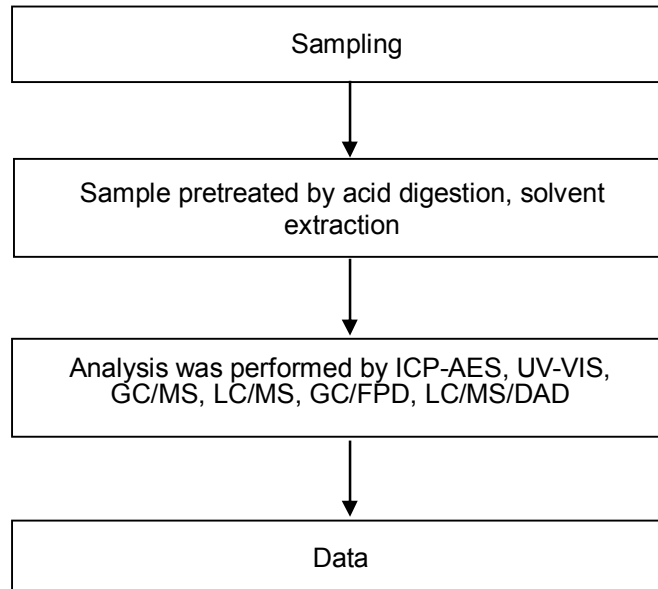 Sampling
Sample pretreated by acid digestion, solvent
extraction
Analysis was performed by ICP-AES, UV-VIS,
GC/MS, LC/MS, GC/FPD, LC/MS/DAD
Data